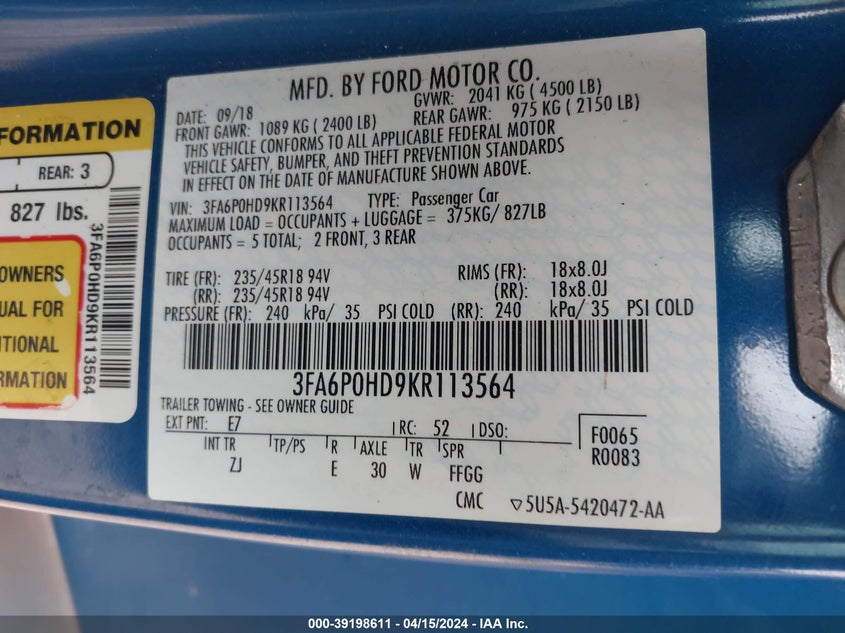 FORMATION
REAR: 3
827 lbs.
OWNERS
UAL FOR
ITIONAL
RMATION
3FA6P0HD9KR113564
MFD. BY FORD MOTOR CO.
DATE: 09/18 GVWR: 2041 KG ( 4500 LB)
FRONT GAWR: 1089 KG ( 2400 LB) REAR GAWR: 975 KG ( 2150 LB)
THIS VEHICLE CONFORMS TO ALL APPLICABLE FEDERAL MOTOR
VEHICLE SAFETY, BUMPER, AND THEFT PREVENTION STANDARDS
IN EFFECT ON THE DATE OF MANUFACTURE SHOWN ABOVE.
VIN: 3FA6P0HD9KR113564 TYPE: Passenger Car
MAXIMUM LOAD = OCCUPANTS + LUGGAGE = 375KG/ 827LB
OCCUPANTS = 5 TOTAL; 2 FRONT, 3 REAR
TIRE (FR): 235/45R18 94V RIMS (FR): 18x8.0J
(RR): 235/45R18 94V (RR): 18x8.0J
PRESSURE (FR): 240 kPa/ 35 PSI COLD (RR): 240 kPa/ 35 PSI COLD
3FA6P0HD9KR113564
TRAILER TOWING - SEE OWNER GUIDE
EXT PNT: E7 RC: 52 DSO: F0065
INT TR TP/PS R AXLE TR SPR R0083
ZJ E 30 W FFGG
CMC ▽5U5A-5420472-AA
000-39198611 - 04/15/2024 - IAA Inc.